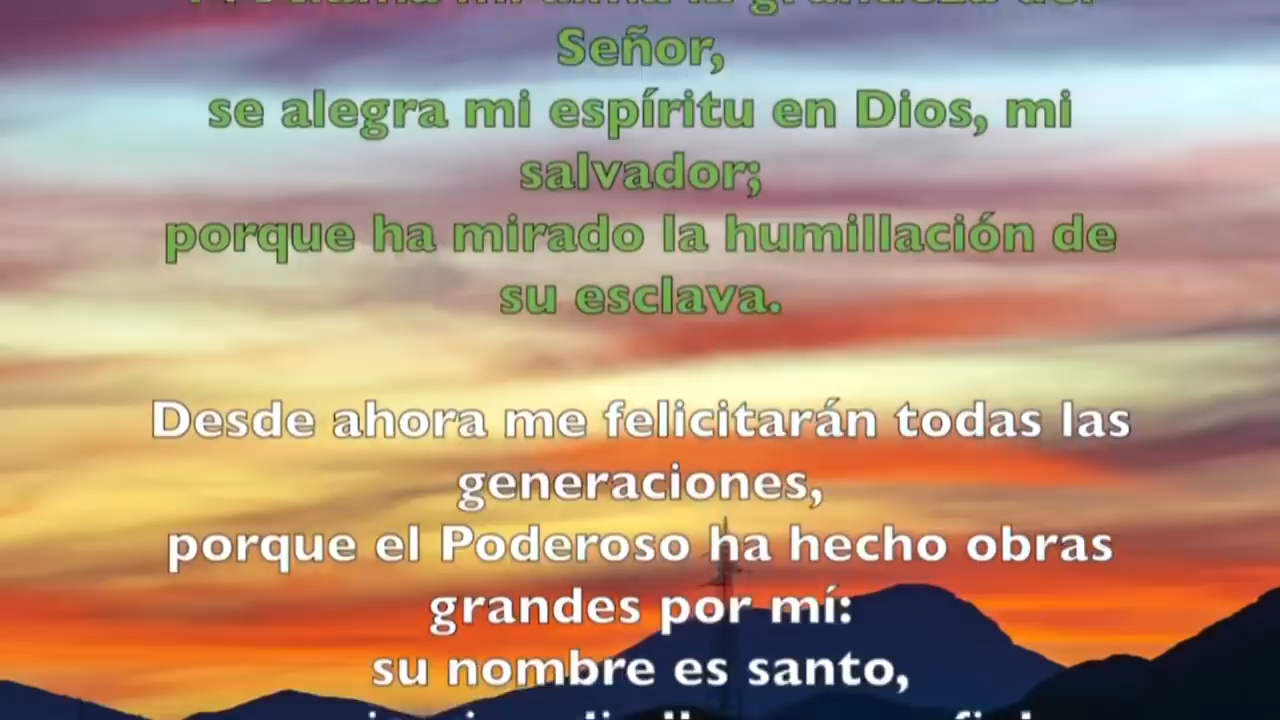 Señor,
se alegra mi espíritu en Dios, mi
salvador;
porque ha mirado la humillación de
su esclava.
Desde ahora me felicitarán todas las
generaciones,
porque el Poderoso ha hecho obras
grandes por mí:
su nombre es santo,